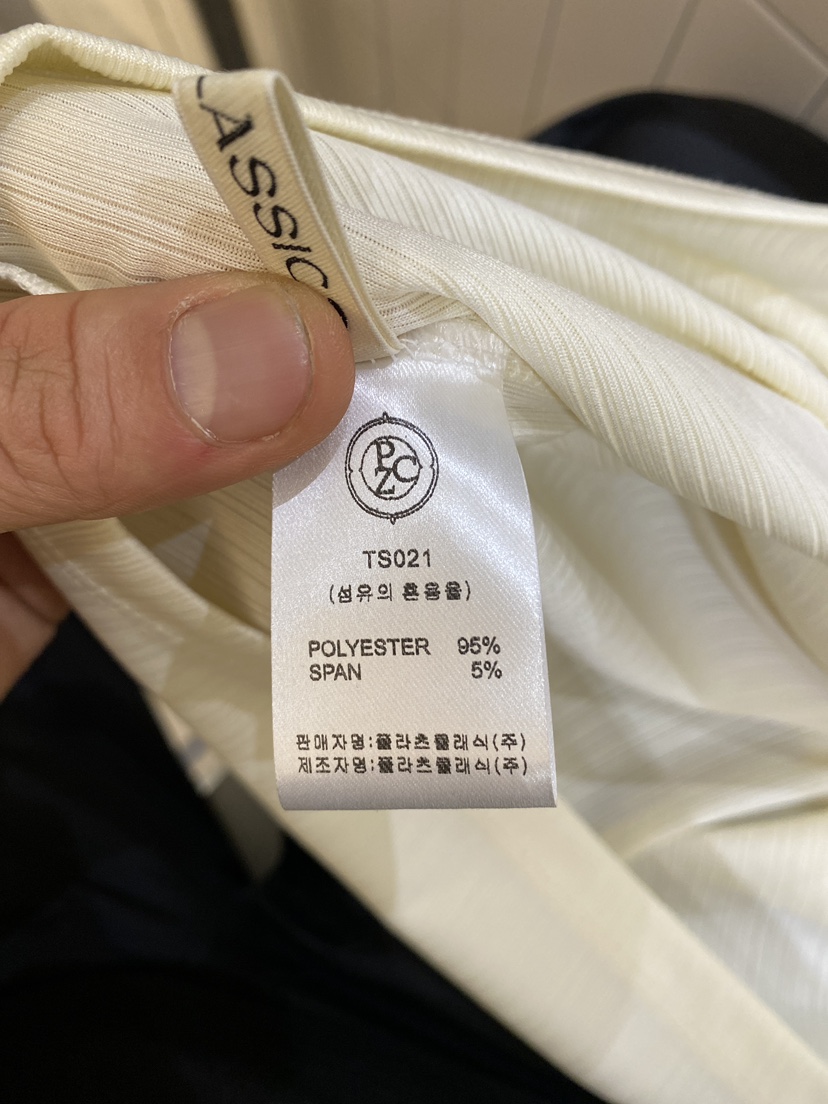 LASSIC
PZC
TS021
(섬유의 혼용율)
POLYESTER 95%
SPAN 5%
판매자명:플라츠클래식(주)
제조자명:플라츠클래식(주)